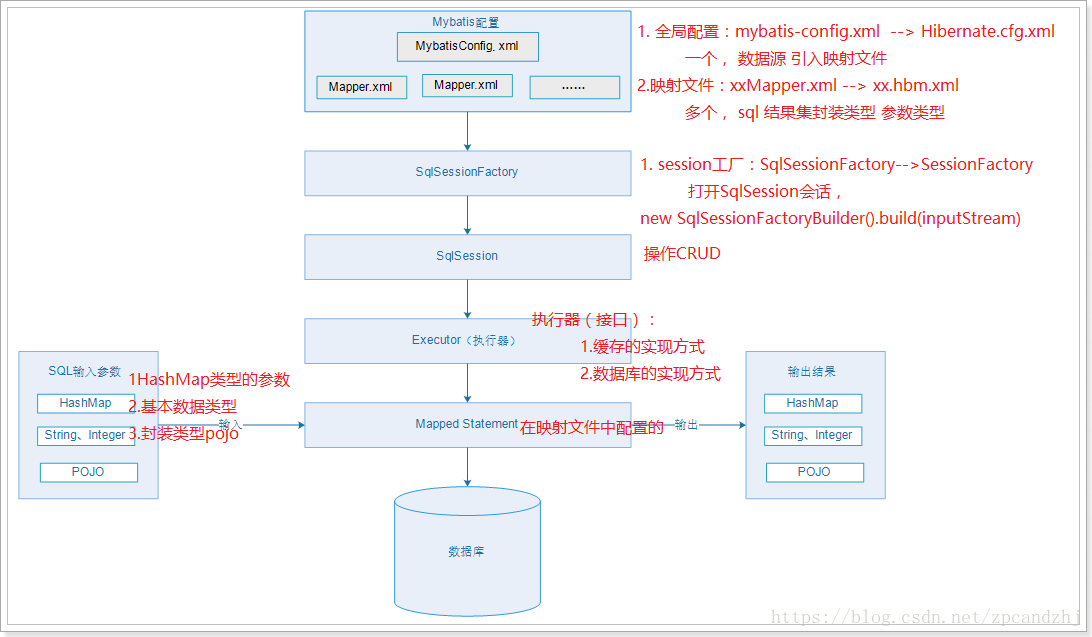 Mybatis配置
MybatisConfig. xml
Mapper.xml
Mapper.xml
······
1. 全局配置：mybatis-config.xml --> Hibernate.cfg.xml
一个， 数据源 引入映射文件
2.映射文件：xxMapper.xml --> xx.hbm.xml
多个， sql 结果集封装类型 参数类型
SqlSessionFactory
1. session工厂：SqlSessionFactory-->SessionFactory
打开SqlSession会话，
new SqlSessionFactoryBuilder().build(inputStream)
SqlSession
操作CRUD
Executor（执行器）
执行器（接口）：
1.缓存的实现方式
2.数据库的实现方式
SQL输入参数
HashMap
String、Integer
POJO
1HashMap类型的参数
2.基本数据类型
3.封装类型pojo
输入
Mapped Statement
在映射文件中配置的
输出
输出结果
HashMap
String、Integer
POJO
数据库
https://blog.csdn.net/zpcandzhj